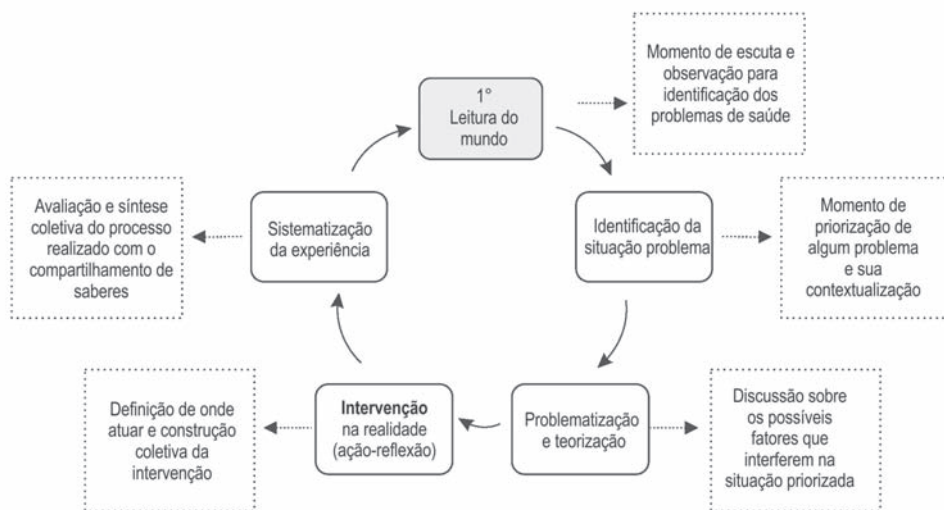 1°
Leitura do
mundo
Momento de escuta e
observação para
identificação dos
problemas de saúde
Identificação da
situação problema
Momento de
priorização de
algum problema
e sua
contextualização
Problematização
e teorização
Discussão sobre
os possíveis
fatores que
interferem na
situação priorizada
Intervenção
na realidade
(ação-reflexão)
Definição de onde
atuar e construção
coletiva da
intervenção
Sistematização
da experiência
Avaliação e síntese
coletiva do processo
realizado com o
compartilhamento de
saberes